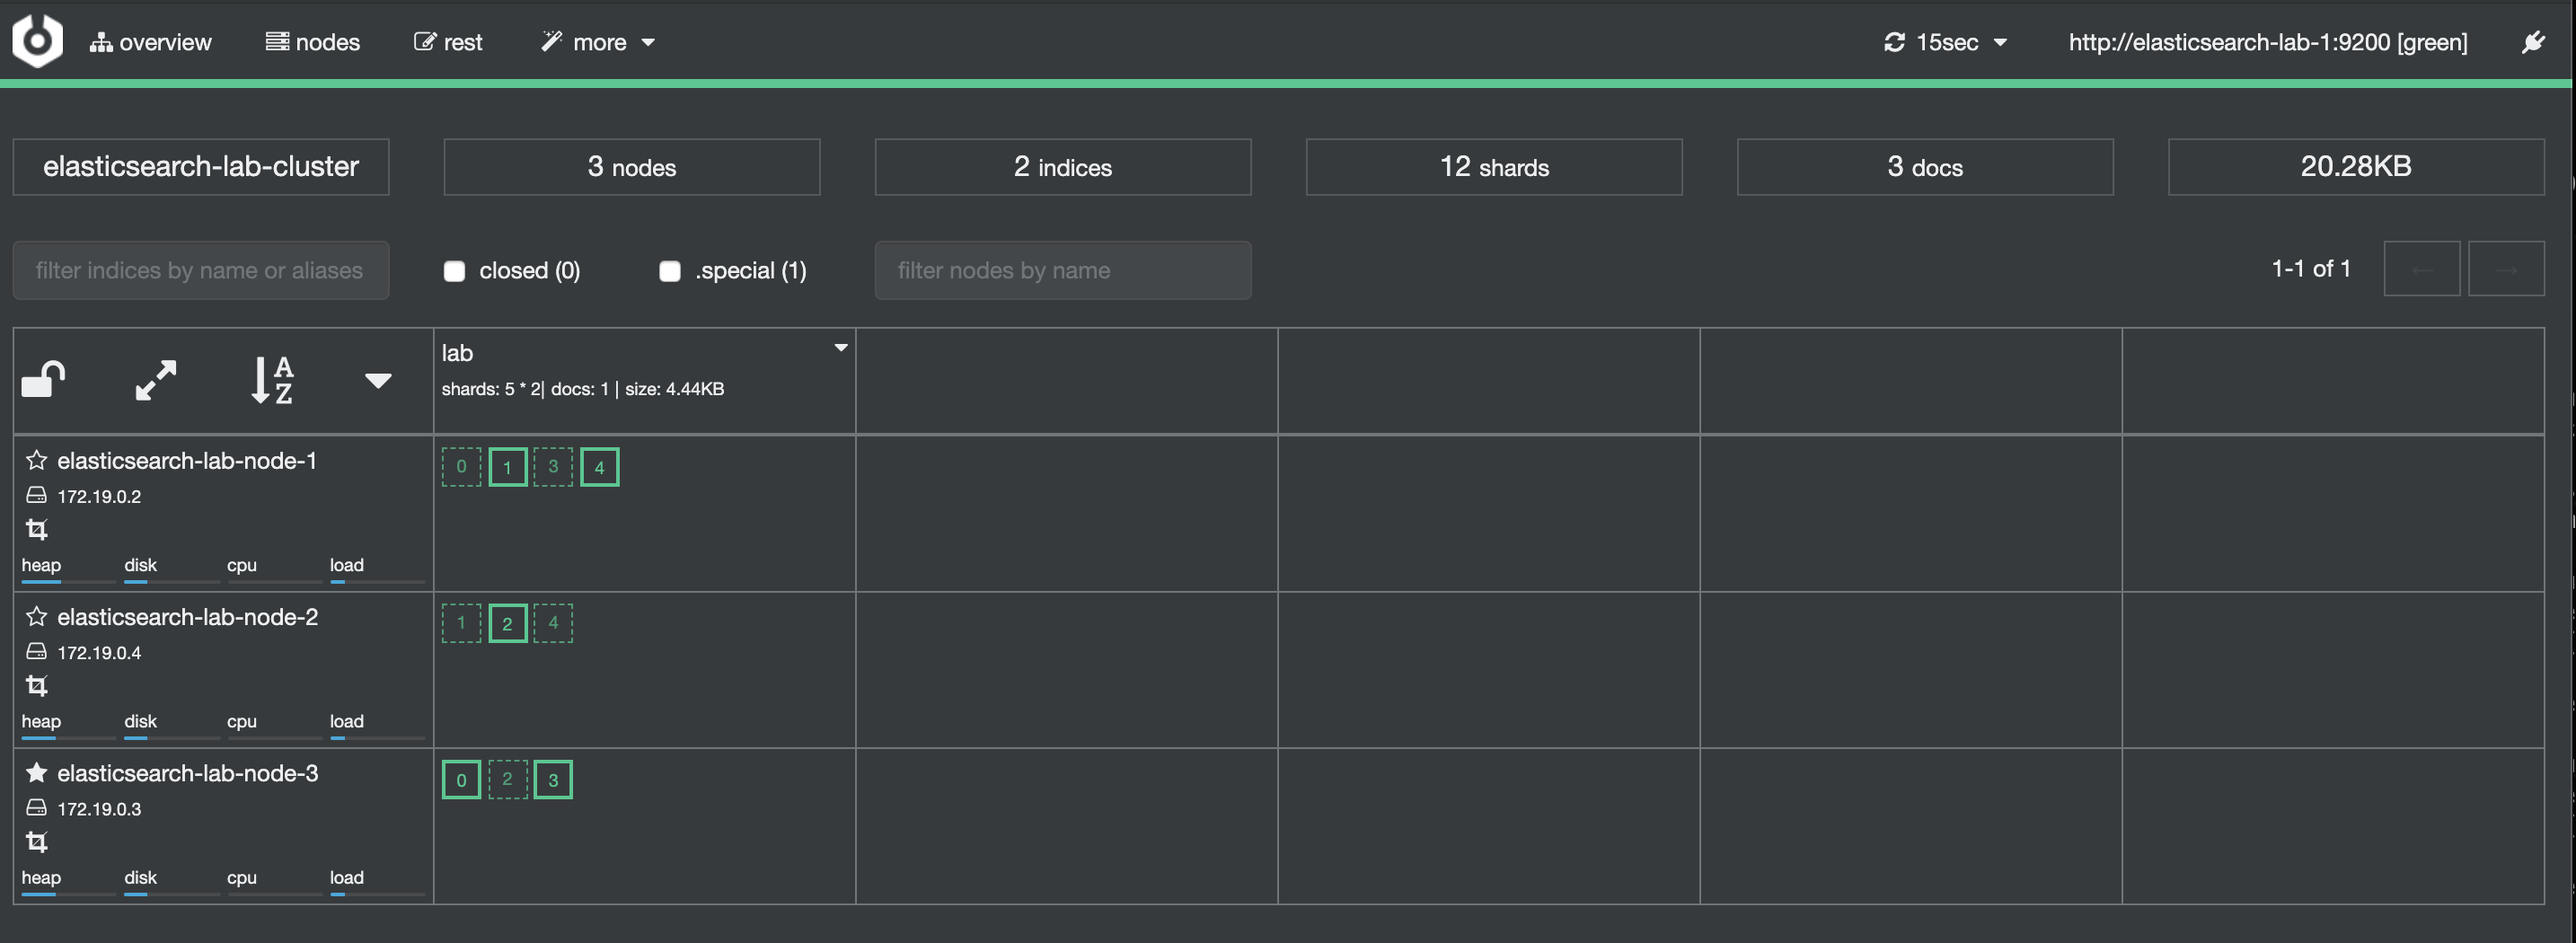 overview nodes rest more 15sec http://elasticsearch-lab-1:9200 [green]
elasticsearch-lab-cluster 3 nodes 2 indices 12 shards 3 docs 20.28KB
filter indices by name or aliases closed (0) .special (1) filter nodes by name 1-1 of 1 ← →
A
Z
lab
shards: 5 * 2| docs: 1 | size: 4.44KB
elasticsearch-lab-node-1 0 1 3 4
172.19.0.2
heap disk cpu load
elasticsearch-lab-node-2 1 2 4
172.19.0.4
heap disk cpu load
elasticsearch-lab-node-3 0 2 3
172.19.0.3
heap disk cpu load